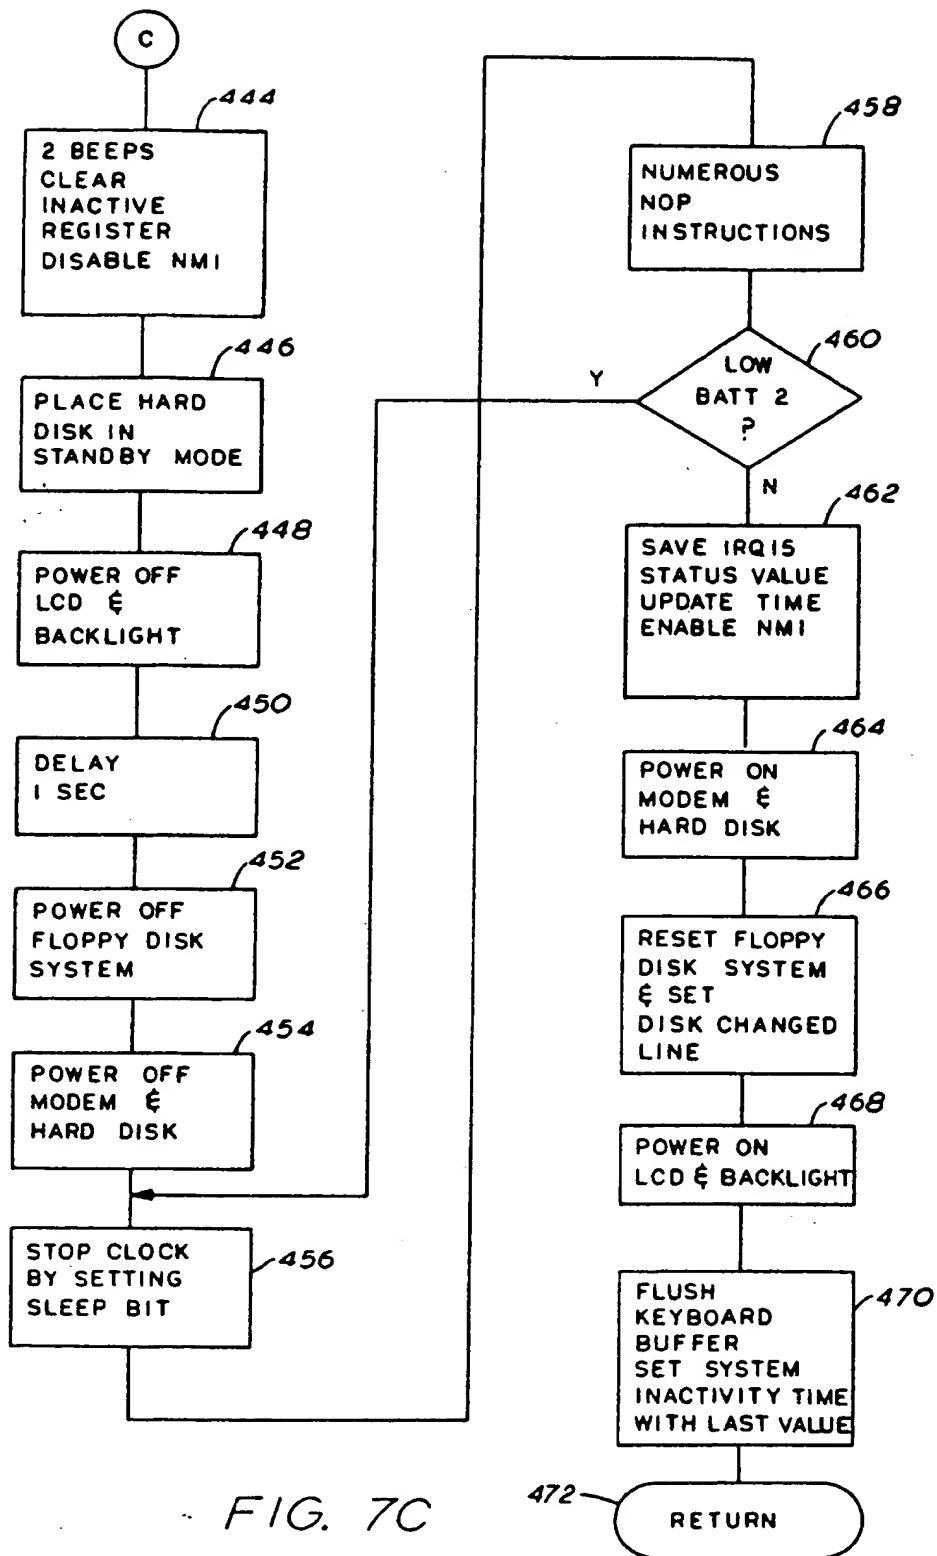 C
444
2 BEEPS
CLEAR
INACTIVE
REGISTER
DISABLE NMI
446
PLACE HARD
DISK IN
STANDBY MODE
448
POWER OFF
LCD &
BACKLIGHT
450
DELAY
1 SEC
452
POWER OFF
FLOPPY DISK
SYSTEM
454
POWER OFF
MODEM &
HARD DISK
456
STOP CLOCK
BY SETTING
SLEEP BIT
458
NUMEROUS
NOP
INSTRUCTIONS
460
LOW
BATT 2
?
Y
N
462
SAVE IRQ15
STATUS VALUE
UPDATE TIME
ENABLE NMI
464
POWER ON
MODEM &
HARD DISK
466
RESET FLOPPY
DISK SYSTEM
& SET
DISK CHANGED
LINE
468
POWER ON
LCD & BACKLIGHT
470
FLUSH
KEYBOARD
BUFFER
SET SYSTEM
INACTIVITY TIME
WITH LAST VALUE
472
RETURN
FIG. 7C